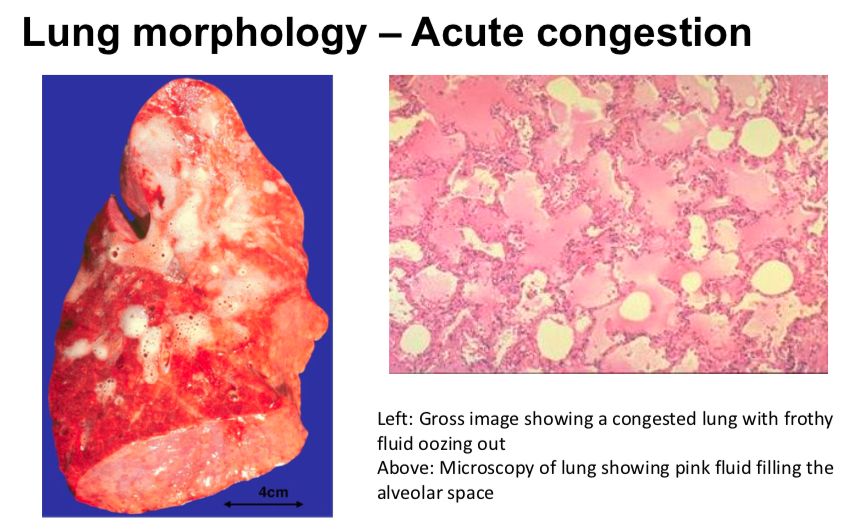 Lung morphology – Acute congestion
4cm
Left: Gross image showing a congested lung with frothy
fluid oozing out
Above: Microscopy of lung showing pink fluid filling the
alveolar space